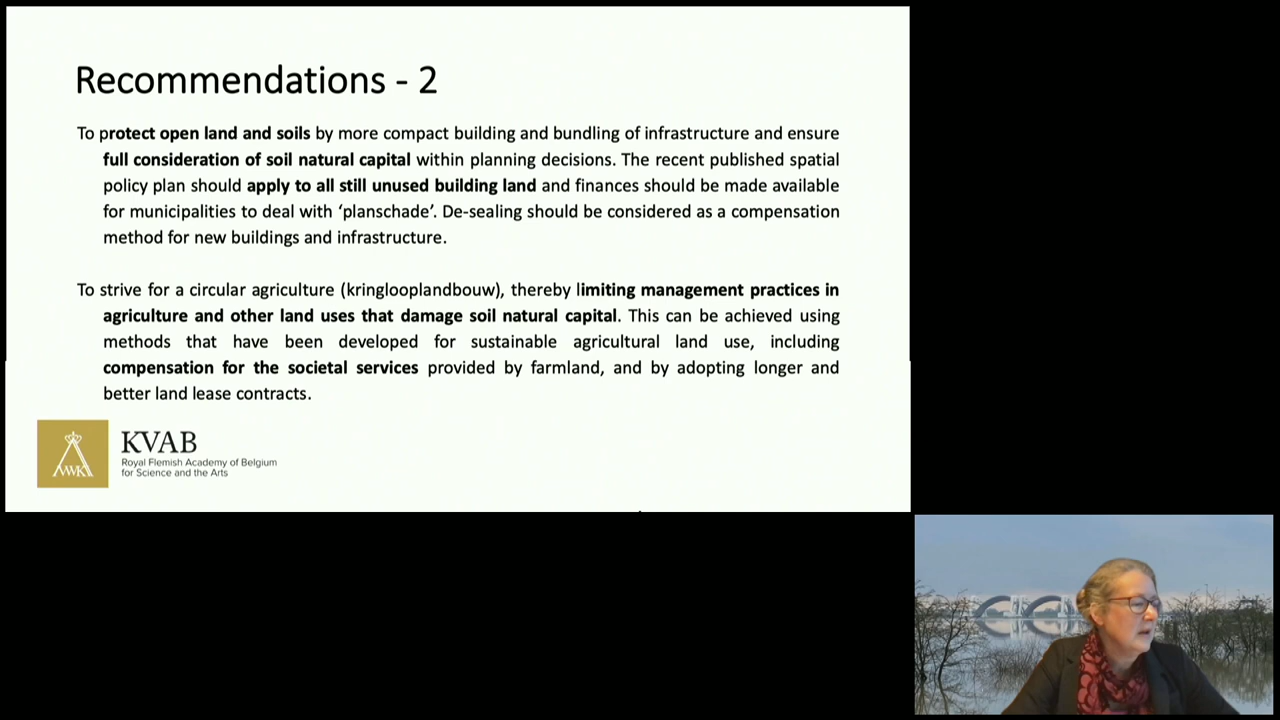 Recommendations - 2
To protect open land and soils by more compact building and bundling of infrastructure and ensure
full consideration of soil natural capital within planning decisions. The recent published spatial
policy plan should apply to all still unused building land and finances should be made available
for municipalities to deal with ‘planschade’. De-sealing should be considered as a compensation
method for new buildings and infrastructure.
To strive for a circular agriculture (kringlooplandbouw), thereby limiting management practices in
agriculture and other land uses that damage soil natural capital. This can be achieved using
methods that have been developed for sustainable agricultural land use, including
compensation for the societal services provided by farmland, and by adopting longer and
better land lease contracts.
KVAB
Royal Flemish Academy of Belgium
for Science and the Arts